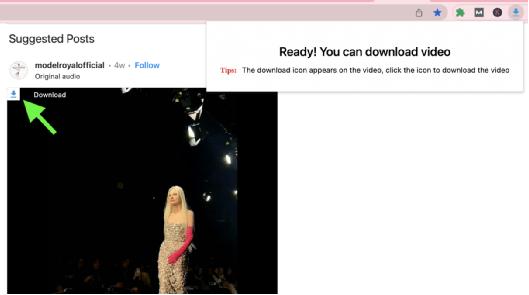 Suggested Posts
Ready! You can download video
Tips: The download icon appears on the video, click the icon to download the video
modelroyalofficial • 4w • Follow
Original audio
Download